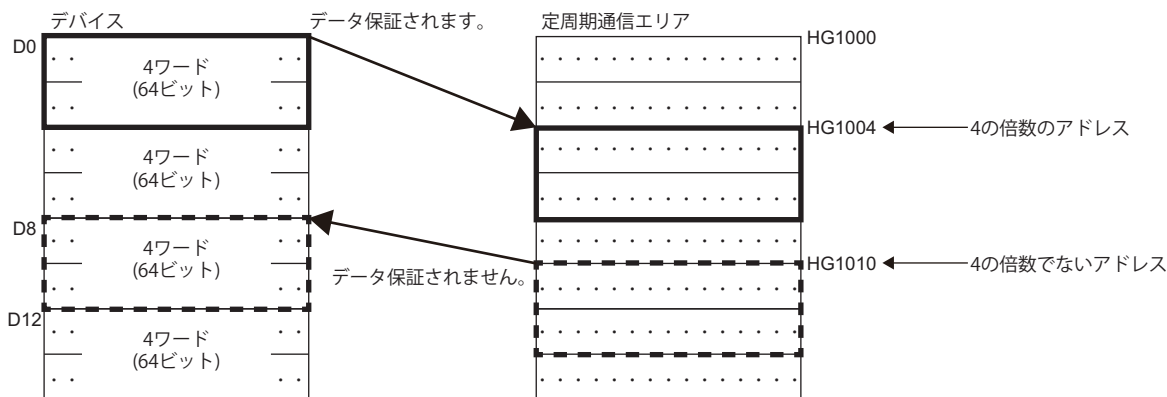 デバイス
データ保証されます。
定周期通信エリア
D0
HG1000
4ワード
(64ビット)
HG1004
4の倍数のアドレス
4ワード
(64ビット)
D8
4ワード
(64ビット)
データ保証されません。
HG1010
4の倍数でないアドレス
D12
4ワード
(64ビット)